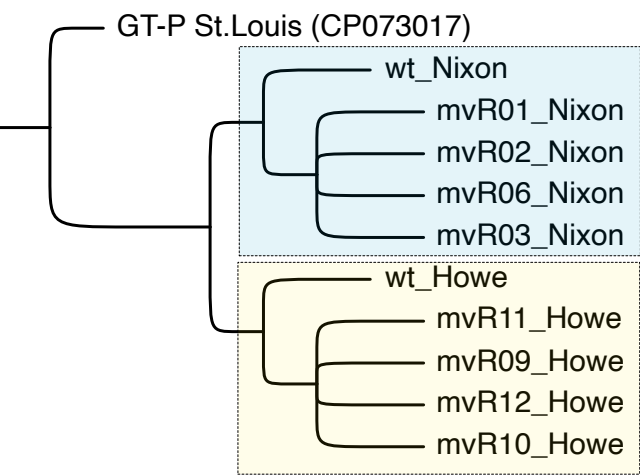 GT-P St.Louis (CP073017)
wt_Nixon
mvR01_Nixon
mvR02_Nixon
mvR06_Nixon
mvR03_Nixon
wt_Howe
mvR11_Howe
mvR09_Howe
mvR12_Howe
mvR10_Howe